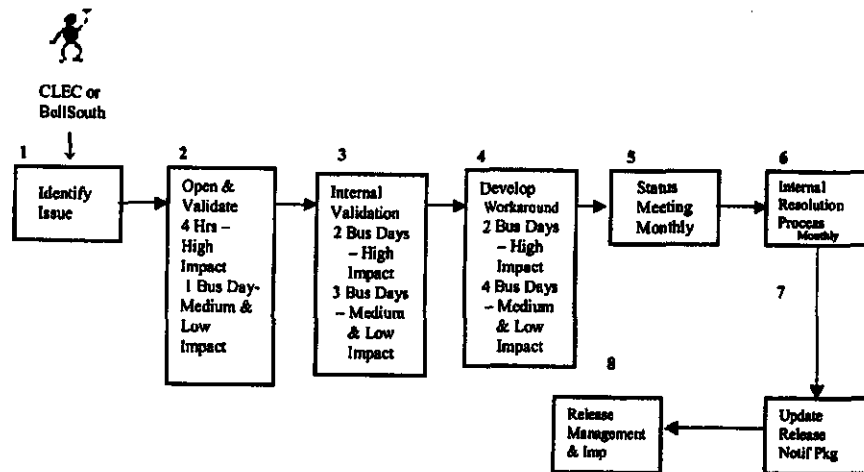 CLEC or
BellSouth
1
Identify
Issue
2
Open &
Validate
4 Hrs –
High
Impact
1 Bus Day-
Medium &
Low
Impact
3
Internal
Validation
2 Bus Days
– High
Impact
3 Bus Days
– Medium
& Low
Impact
4
Develop
Workaround
2 Bus Days
– High
Impact
4 Bus Days
– Medium
& Low
Impact
5
Status
Meeting
Monthly
6
Internal
Resolution
Process
Monthly
7
Update
Release
Notif Pkg
8
Release
Management
& Imp